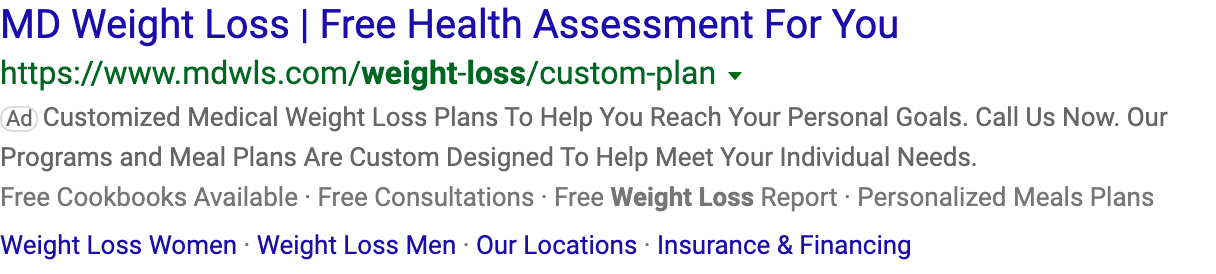 MD Weight Loss | Free Health Assessment For You
https://www.mdwls.com/weight-loss/custom-plan
Ad Customized Medical Weight Loss Plans To Help You Reach Your Personal Goals. Call Us Now. Our
Programs and Meal Plans Are Custom Designed To Help Meet Your Individual Needs.
Free Cookbooks Available · Free Consultations · Free Weight Loss Report · Personalized Meals Plans
Weight Loss Women · Weight Loss Men · Our Locations · Insurance & Financing